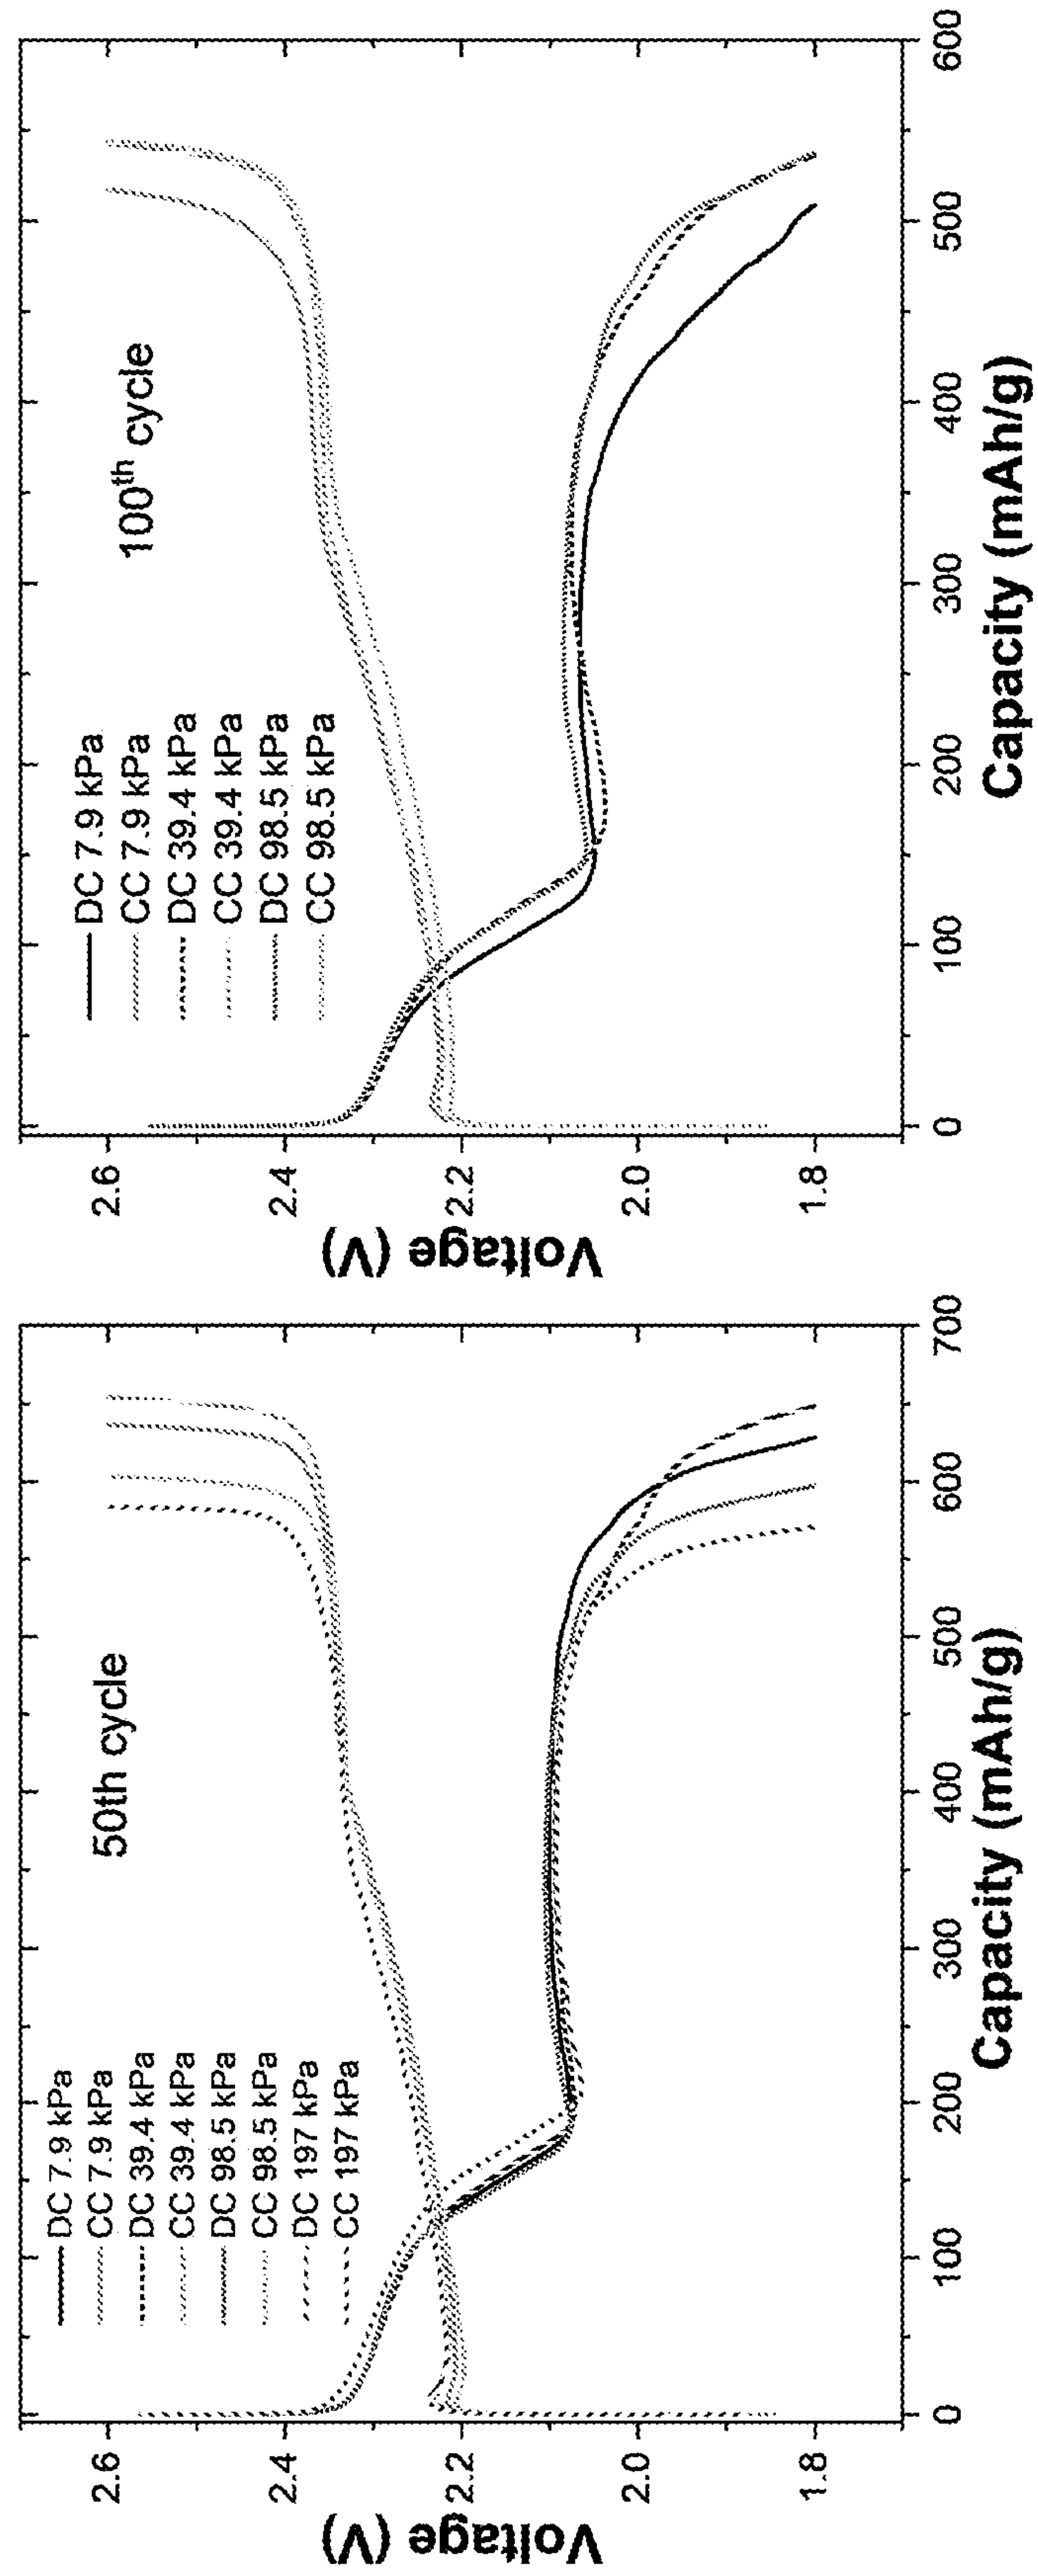 50th cycle
DC 7.9 kPa
CC 7.9 kPa
DC 39.4 kPa
CC 39.4 kPa
DC 98.5 kPa
CC 98.5 kPa
DC 197 kPa
CC 197 kPa
Voltage (V)
2.6
2.4
2.2
2.0
1.8
0 100 200 300 400 500 600 700
Capacity (mAh/g)
100th cycle
DC 7.9 kPa
CC 7.9 kPa
DC 39.4 kPa
CC 39.4 kPa
DC 98.5 kPa
CC 98.5 kPa
Voltage (V)
2.6
2.4
2.2
2.0
1.8
0 100 200 300 400 500 600
Capacity (mAh/g)